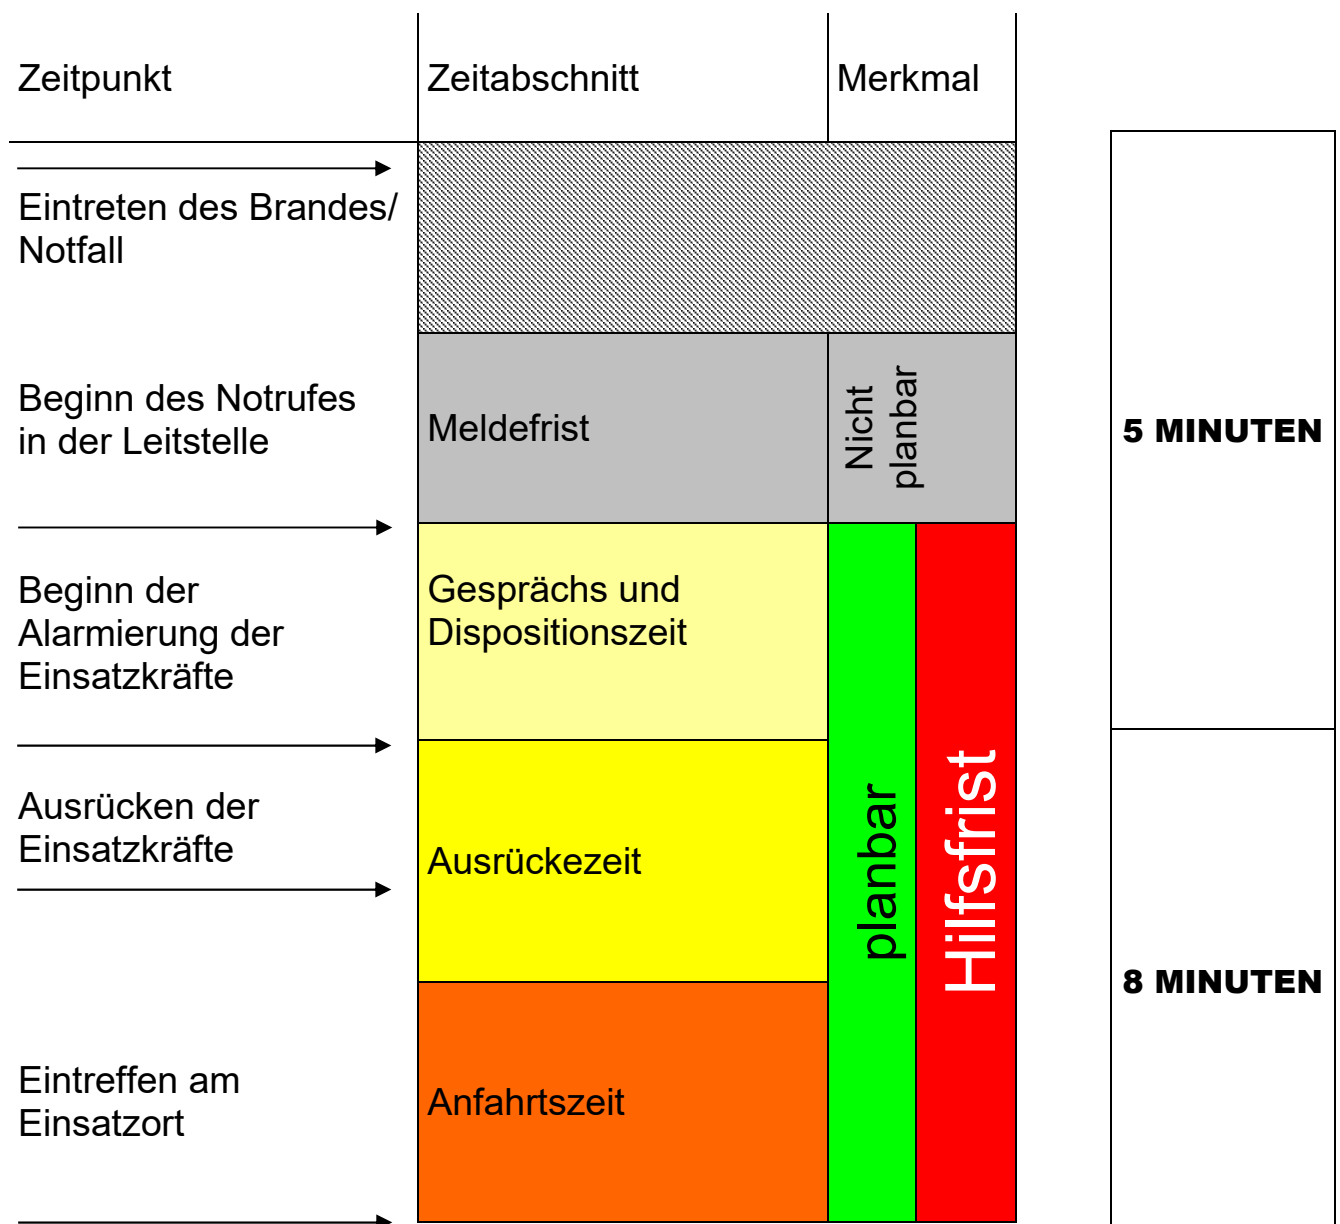 Zeitpunkt
Zeitabschnitt
Merkmal
Eintreten des Brandes/
Notfall
Beginn des Notrufes
in der Leitstelle
Meldefrist
Nicht
planbar
5 MINUTEN
Beginn der
Alarmierung der
Einsatzkräfte
Gesprächs und
Dispositionszeit
Ausrücken der
Einsatzkräfte
Ausrückezeit
planbar
Hilfsfrist
8 MINUTEN
Eintreffen am
Einsatzort
Anfahrtszeit